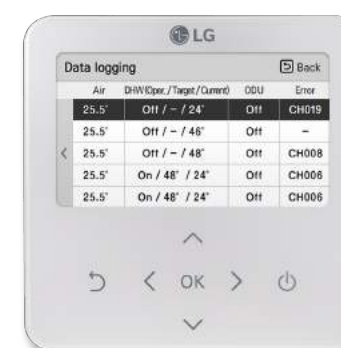 LG
Data logging Back
Air DHW(Oper./Target/Current) ODU Error
25.5° Off / - / 24° Off CH019
25.5° Off / - / 46° Off -
25.5° Off / - / 48° Off CH008
25.5° On / 48° / 24° Off CH006
25.5° On / 48° / 24° Off CH006
OK